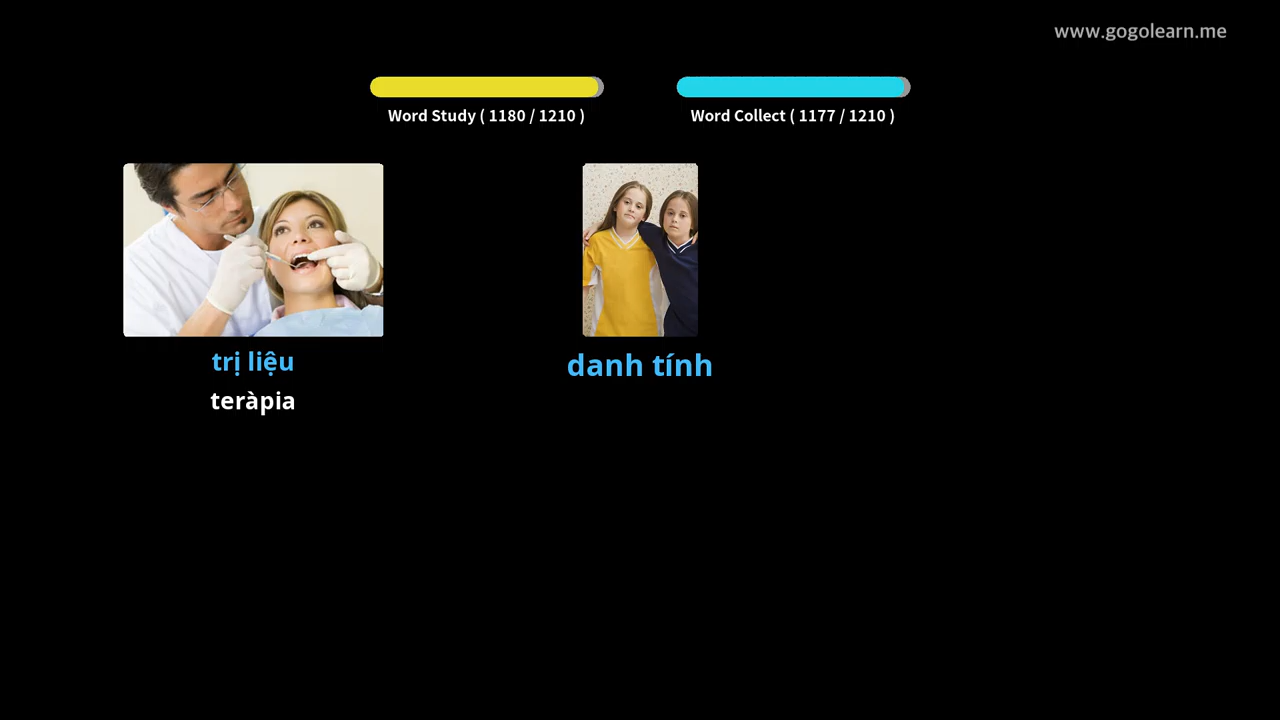 www.gogolearn.me
Word Study ( 1180 / 1210 )
Word Collect ( 1177 / 1210 )
trị liệu
teràpia
danh tính